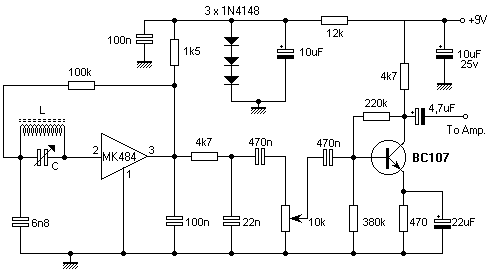 3 x 1N4148
+9V
100n
1k5
10uF
12k
10uF
25v
100k
4k7
L
220k
4,7uF
To Amp.
2
MK484
3
4k7
470n
470n
BC107
C
1
6n8
100n
22n
10k
380k
470
22uF